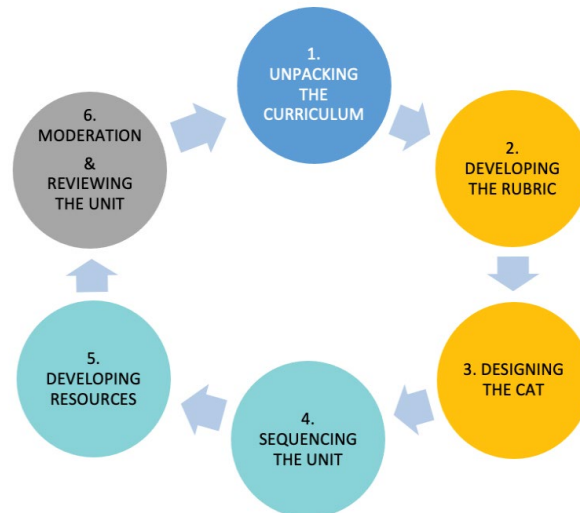 1.
UNPACKING
THE
CURRICULUM
2.
DEVELOPING
THE RUBRIC
3. DESIGNING
THE CAT
4.
SEQUENCING
THE UNIT
5.
DEVELOPING
RESOURCES
6.
MODERATION
&
REVIEWING
THE UNIT